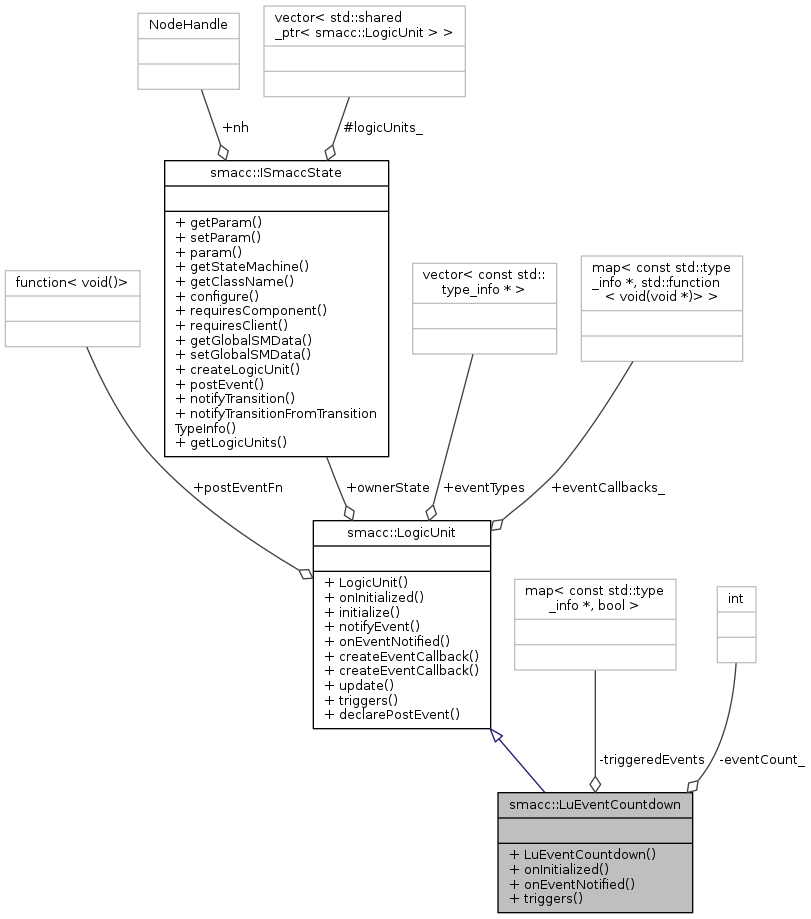 NodeHandle
vector< std::shared
_ptr< smacc::LogicUnit > >
+nh
#logicUnits_
smacc::ISmaccState
+ getParam()
+ setParam()
+ param()
+ getStateMachine()
+ getClassName()
+ configure()
+ requiresComponent()
+ requiresClient()
+ getGlobalSMData()
+ setGlobalSMData()
+ createLogicUnit()
+ postEvent()
+ notifyTransition()
+ notifyTransitionFromTransition
TypeInfo()
+ getLogicUnits()
function< void()>
vector< const std::
type_info * >
map< const std::type
_info *, std::function
< void(void *)> >
+postEventFn
+ownerState
+eventTypes
+eventCallbacks_
smacc::LogicUnit
+ LogicUnit()
+ onInitialized()
+ initialize()
+ notifyEvent()
+ onEventNotified()
+ createEventCallback()
+ createEventCallback()
+ update()
+ triggers()
+ declarePostEvent()
map< const std::type
_info *, bool >
int
-triggeredEvents
-eventCount_
smacc::LuEventCountdown
+ LuEventCountdown()
+ onInitialized()
+ onEventNotified()
+ triggers()